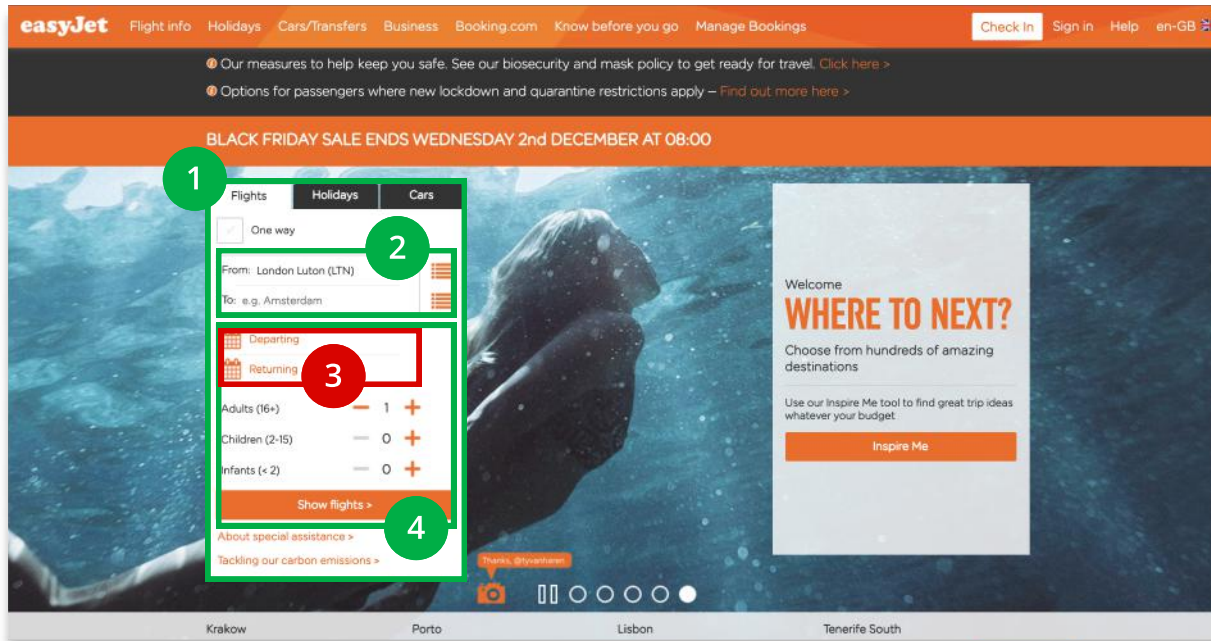 easyJet Flight info Holidays Cars/Transfers Business Booking.com Know before you go Manage Bookings Check In Sign in Help en-GB
Our measures to help keep you safe. See our biosecurity and mask policy to get ready for travel. Click here >
Options for passengers where new lockdown and quarantine restrictions apply – Find out more here >
BLACK FRIDAY SALE ENDS WEDNESDAY 2nd DECEMBER AT 08:00
1
Flights Holidays Cars
One way
2
From: London Luton (LTN)
To: e.g. Amsterdam
Departing
Returning
3
Adults (16+) 1
Children (2-15) 0
Infants (< 2) 0
Show flights >
4
About special assistance >
Tackling our carbon emissions >
Welcome
WHERE TO NEXT?
Choose from hundreds of amazing
destinations
Use our Inspire Me tool to find great trip ideas
whatever your budget
Inspire Me
Thanks, @tyvanharen
Krakow Porto Lisbon Tenerife South